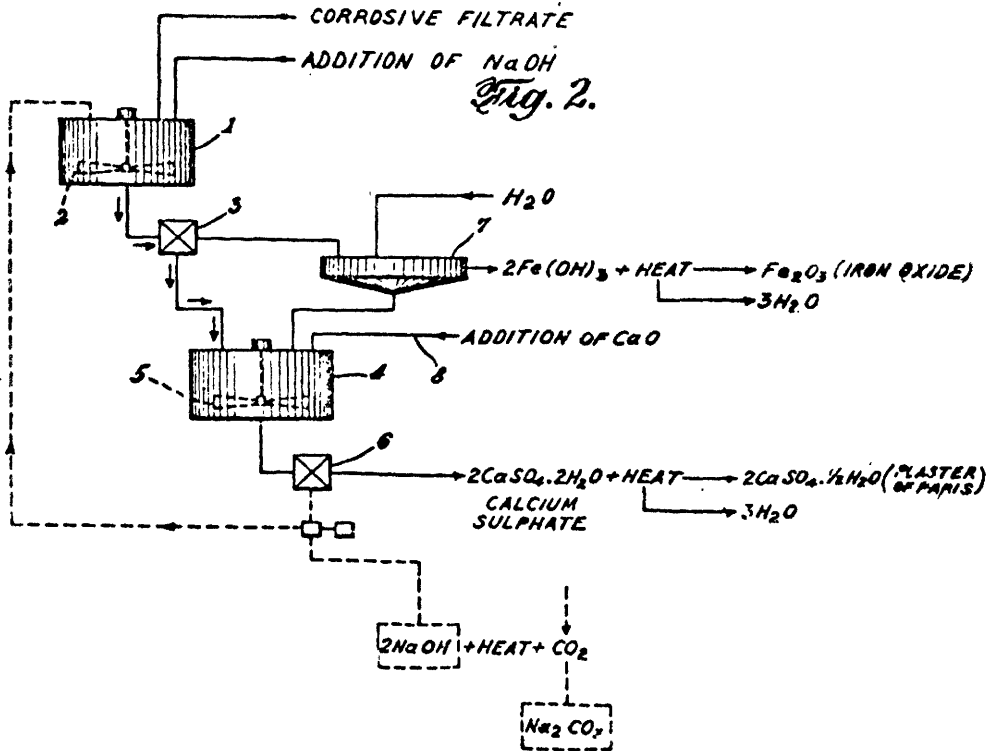 CORROSIVE FILTRATE
ADDITION OF NaOH
Fig. 2.
1
2
3
H2O
7
2Fe(OH)3 + HEAT → Fe2O3 (IRON OXIDE)
3H2O
ADDITION OF CaO
8
4
5
6
2CaSO4.2H2O + HEAT → 2CaSO4.½H2O (PLASTER OF PARIS)
CALCIUM
SULPHATE
3H2O
2NaOH + HEAT + CO2
Na2CO3